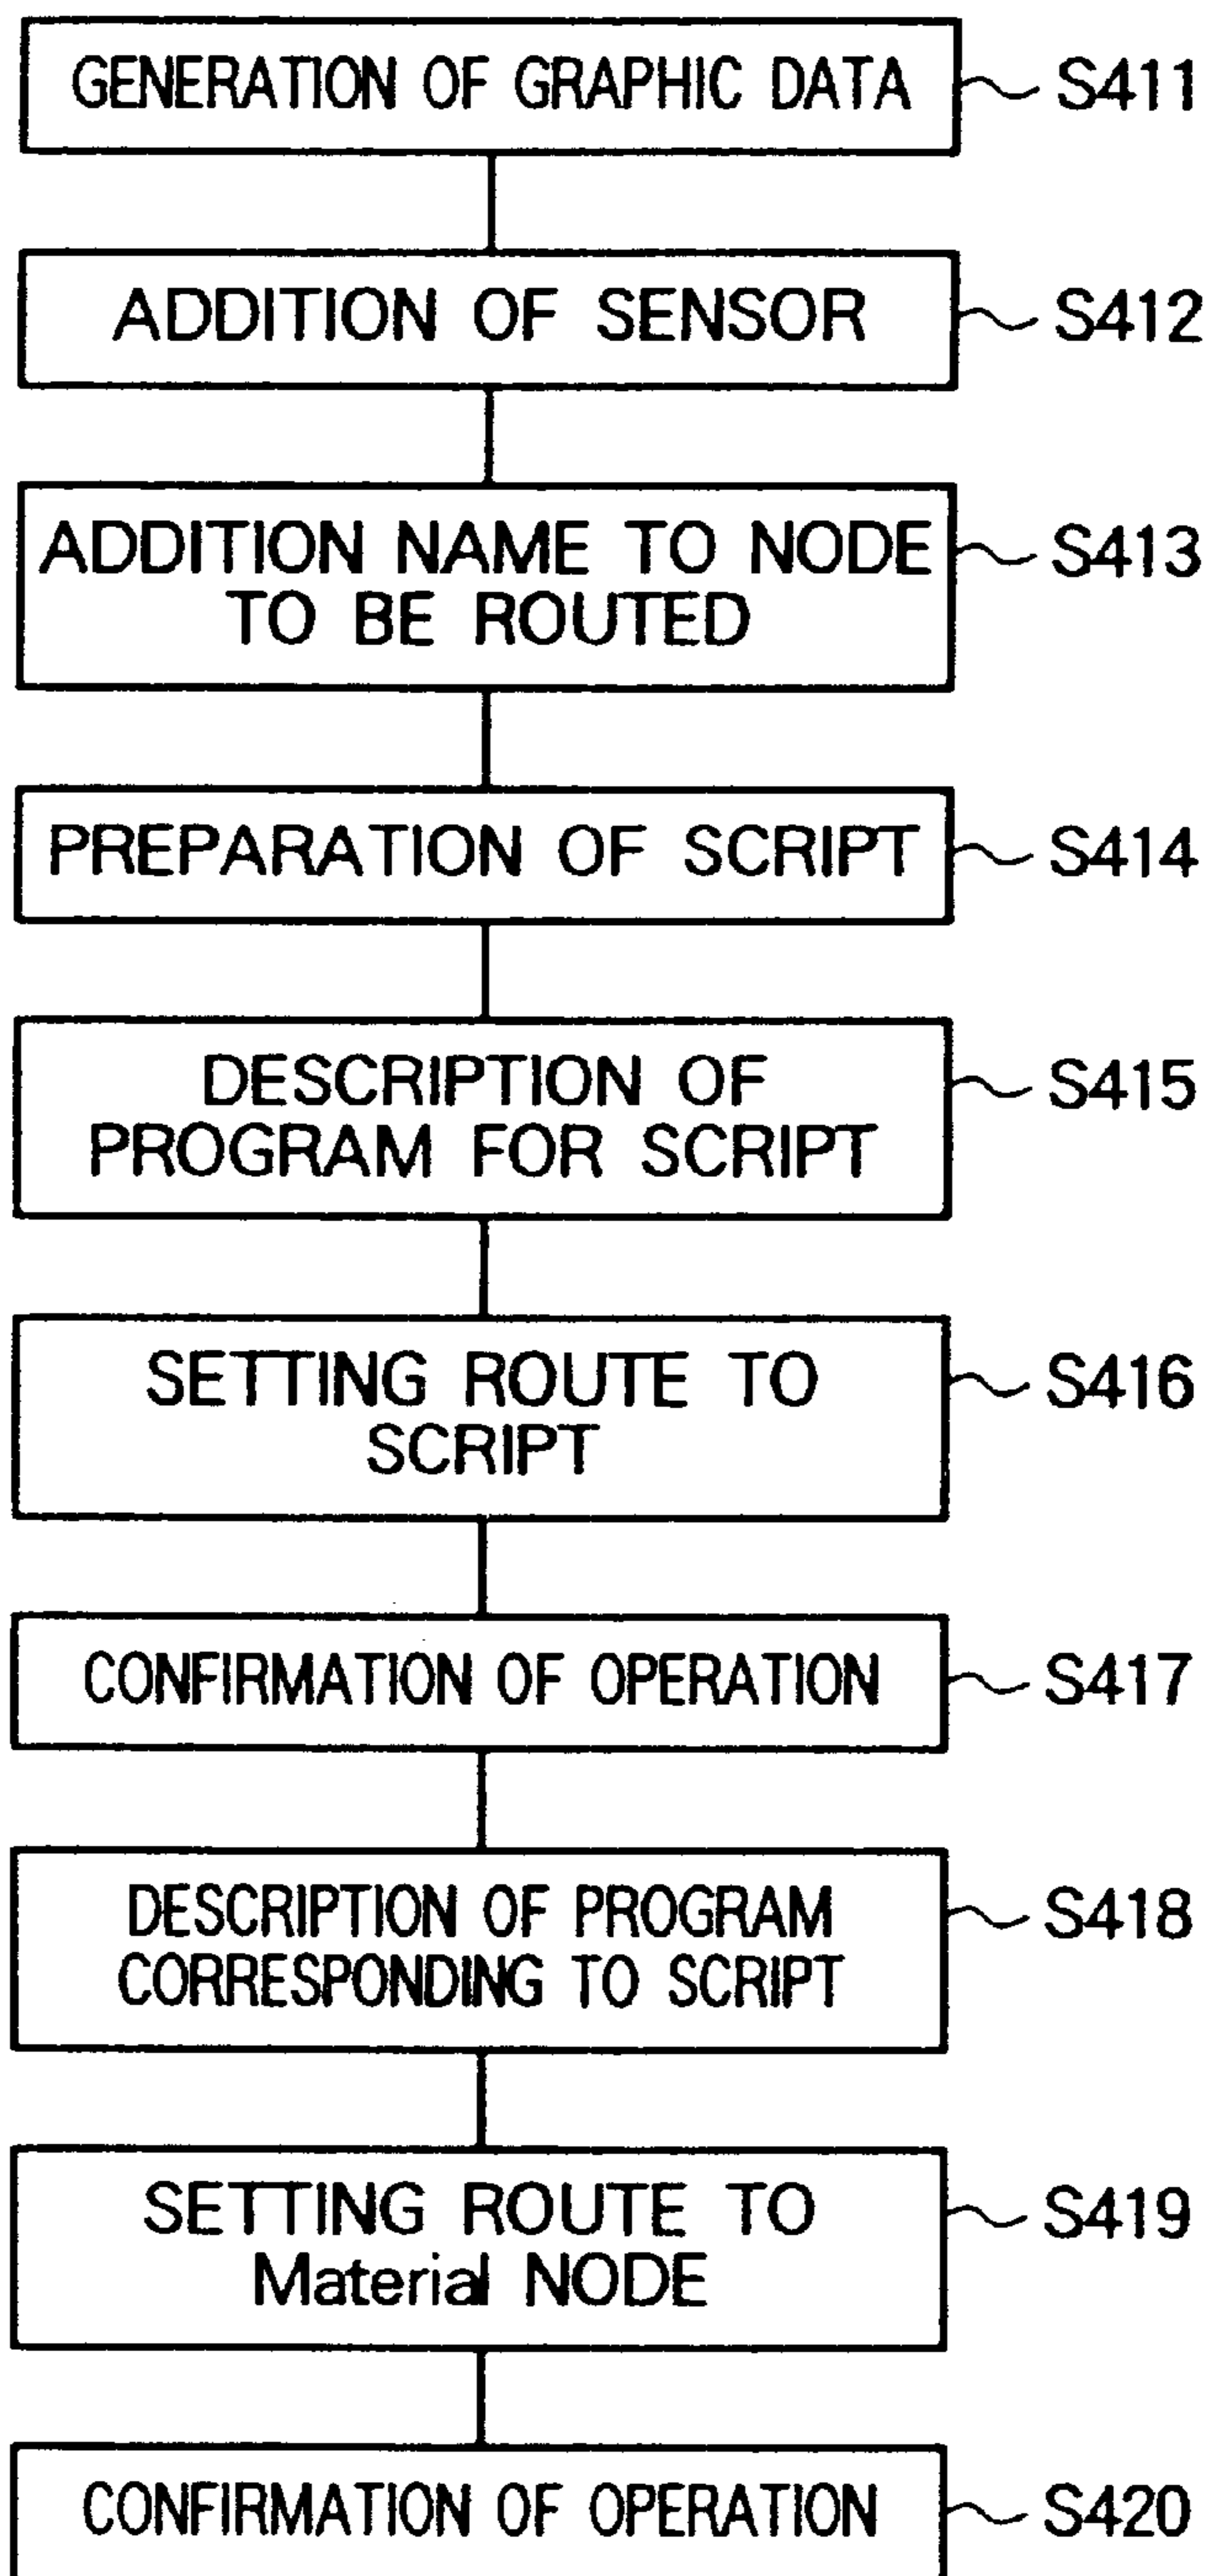 GENERATION OF GRAPHIC DATA S411
ADDITION OF SENSOR S412
ADDITION NAME TO NODE S413
TO BE ROUTED
PREPARATION OF SCRIPT S414
DESCRIPTION OF S415
PROGRAM FOR SCRIPT
SETTING ROUTE TO S416
SCRIPT
CONFIRMATION OF OPERATION S417
DESCRIPTION OF PROGRAM S418
CORRESPONDING TO SCRIPT
SETTING ROUTE TO S419
Material NODE
CONFIRMATION OF OPERATION S420